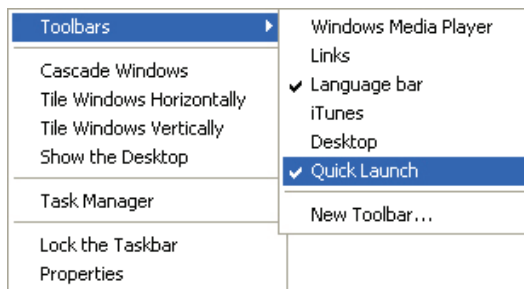 Toolbars
Cascade Windows
Tile Windows Horizontally
Tile Windows Vertically
Show the Desktop
Task Manager
Lock the Taskbar
Properties
Windows Media Player
Links
Language bar
iTunes
Desktop
Quick Launch
New Toolbar...